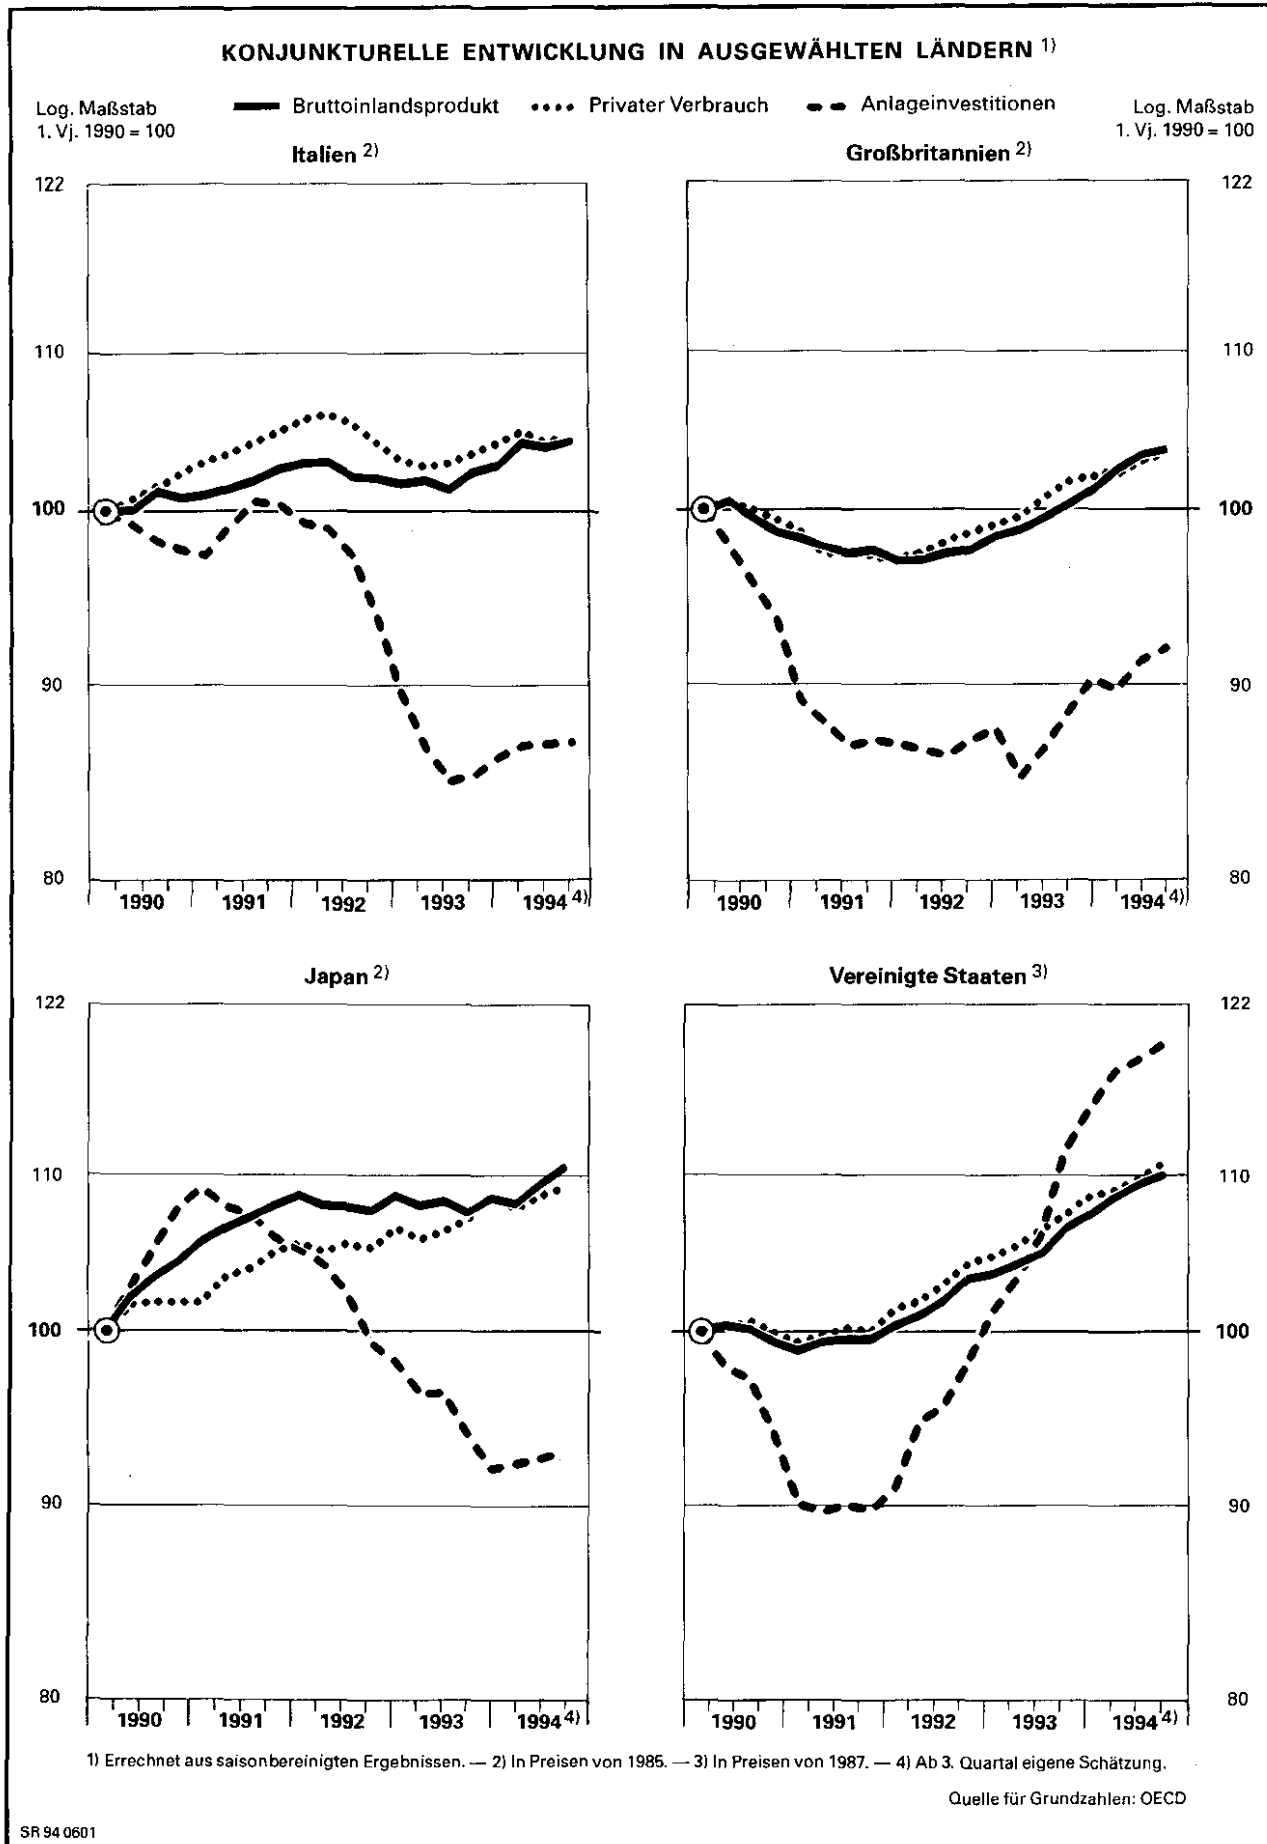 KONJUNKTURELLE ENTWICKLUNG IN AUSGEWÄHLTEN LÄNDERN 1)
Log. Maßstab
1. Vj. 1990 = 100
Bruttoinlandsprodukt
Privater Verbrauch
Anlageinvestitionen
Log. Maßstab
1. Vj. 1990 = 100
Italien 2)
Großbritannien 2)
122
122
110
110
100
100
90
90
80
80
1990 1991 1992 1993 1994 4)
1990 1991 1992 1993 1994 4)
Japan 2)
Vereinigte Staaten 3)
122
122
110
110
100
100
90
90
80
80
1990 1991 1992 1993 1994 4)
1990 1991 1992 1993 1994 4)
1) Errechnet aus saisonbereinigten Ergebnissen. — 2) In Preisen von 1985. — 3) In Preisen von 1987. — 4) Ab 3. Quartal eigene Schätzung.
Quelle für Grundzahlen: OECD
SR 94 0601